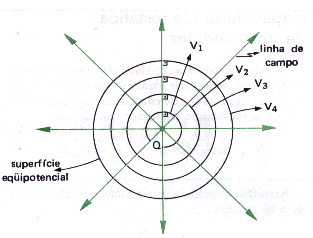 V1
linha de
campo
V2
V3
V4
Q
superfície
eqüipotencial